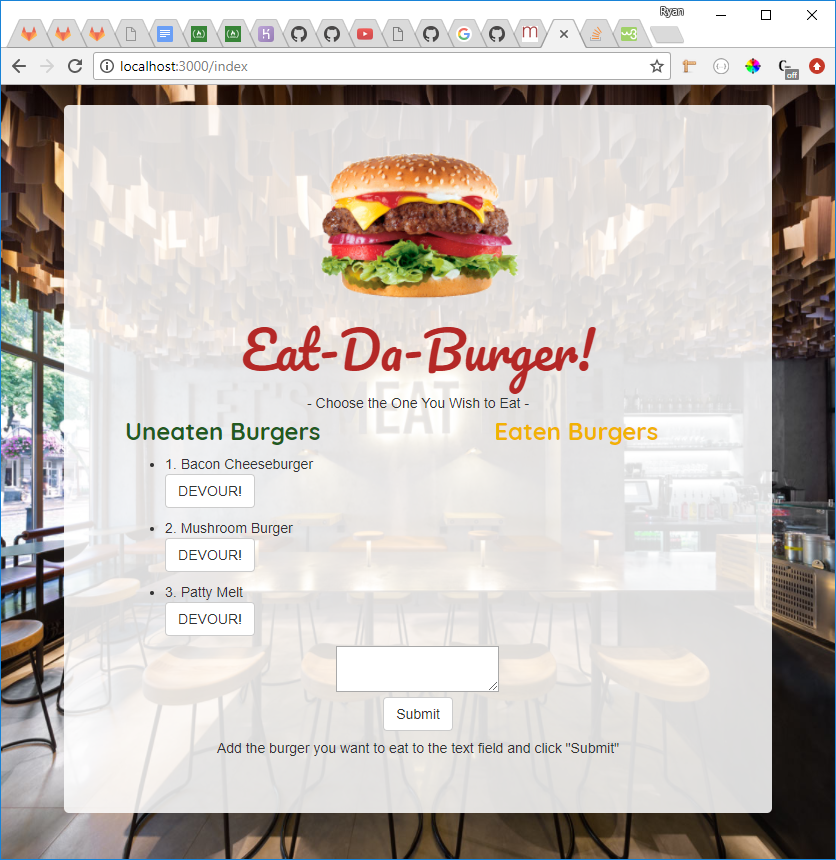 Ryan
localhost:3000/index
off
Eat-Da-Burger!
- Choose the One You Wish to Eat -
Uneaten Burgers
Eaten Burgers
1. Bacon Cheeseburger
DEVOUR!
2. Mushroom Burger
DEVOUR!
3. Patty Melt
DEVOUR!
Submit
Add the burger you want to eat to the text field and click "Submit"